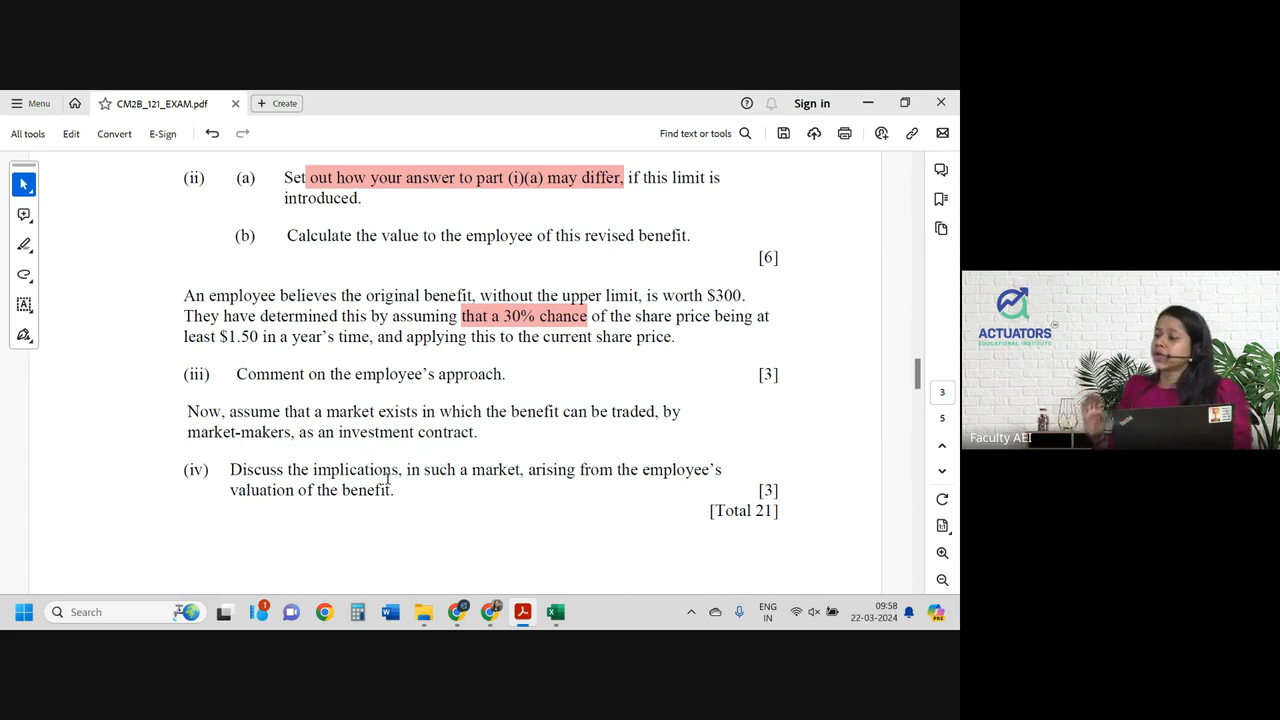 Menu
CM2B_121_EXAM.pdf
Create
Sign in
All tools
Edit
Convert
E-Sign
Find text or tools
(ii) (a) Set out how your answer to part (i)(a) may differ, if this limit is
introduced.
(b) Calculate the value to the employee of this revised benefit.
[6]
An employee believes the original benefit, without the upper limit, is worth $300.
They have determined this by assuming that a 30% chance of the share price being at
least $1.50 in a year's time, and applying this to the current share price.
(iii) Comment on the employee's approach. [3]
Now, assume that a market exists in which the benefit can be traded, by
market-makers, as an investment contract.
(iv) Discuss the implications, in such a market, arising from the employee's
valuation of the benefit. [3]
[Total 21]
3
5
ACTUATORS
EDUCATIONAL INSTITUTE
Faculty AEI
Search
1
ENG
IN
09:58
22-03-2024